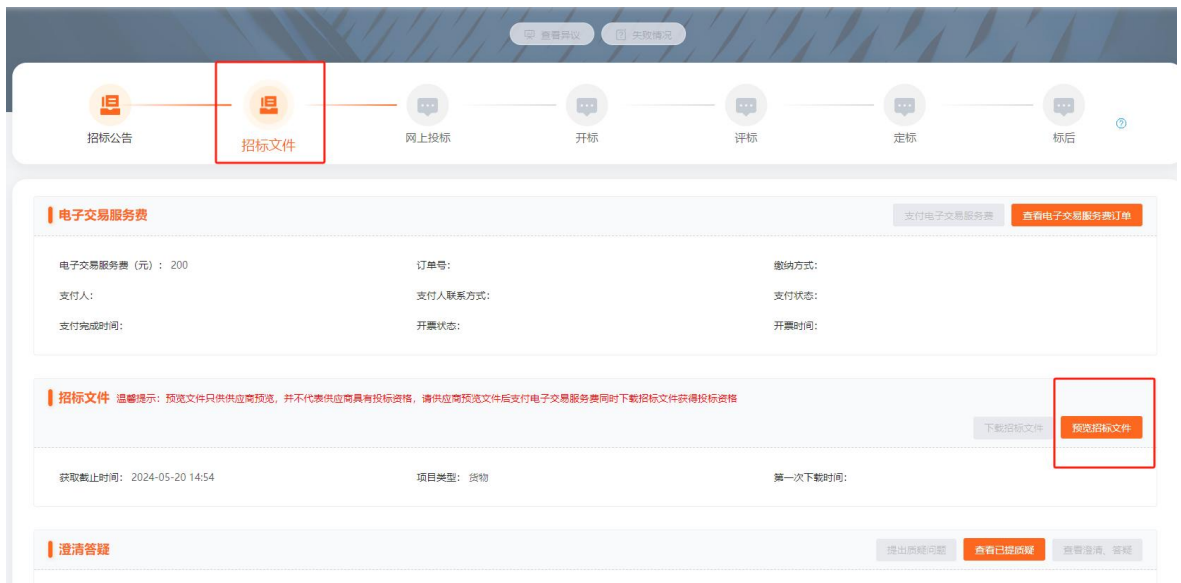 查看异议 失败情况
招标公告 招标文件 网上投标 开标 评标 定标 标后
电子交易服务费 支付电子交易服务费 查看电子交易服务费订单
电子交易服务费（元）： 200 订单号： 缴纳方式：
支付人： 支付人联系方式： 支付状态：
支付完成时间： 开票状态： 开票时间：
招标文件 温馨提示：预览文件只供供应商预览，并不代表供应商具有投标资格，请供应商预览文件后支付电子交易服务费同时下载招标文件获得投标资格
下载招标文件 预览招标文件
获取截止时间： 2024-05-20 14:54 项目类型： 货物 第一次下载时间：
澄清答疑 提出质疑问题 查看已提质疑 查看澄清、答疑